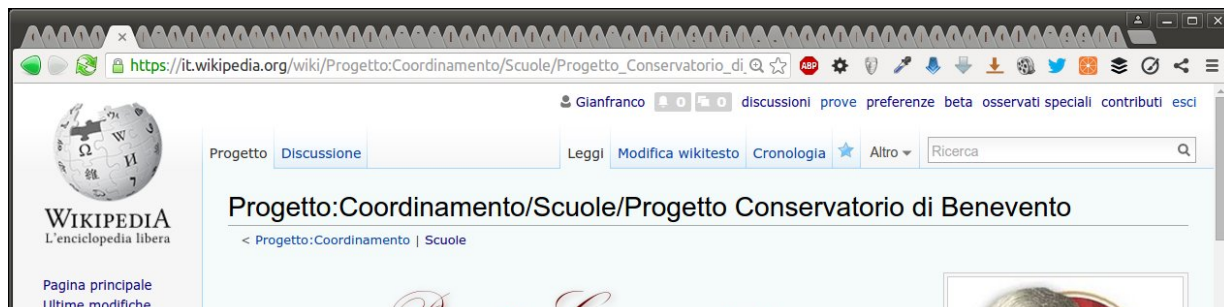 https://it.wikipedia.org/wiki/Progetto:Coordinamento/Scuole/Progetto_Conservatorio_di_
ABP
Gianfranco 0 0 discussioni prove preferenze beta osservati speciali contributi esci
Progetto Discussione Leggi Modifica wikitesto Cronologia Altro Ricerca
WIKIPEDIA
L'enciclopedia libera
Progetto:Coordinamento/Scuole/Progetto Conservatorio di Benevento
< Progetto:Coordinamento | Scuole
Pagina principale
Ultime modifiche